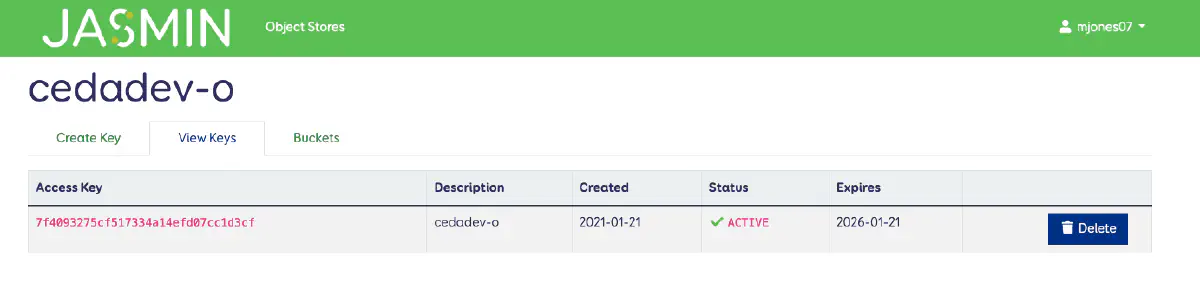 JASMIN Object Stores mjones07
cedadev-o
Create Key View Keys Buckets
Access Key Description Created Status Expires
7f4093275cf517334a14efd07cc1d3cf cedadev-o 2021-01-21 ACTIVE 2026-01-21 Delete